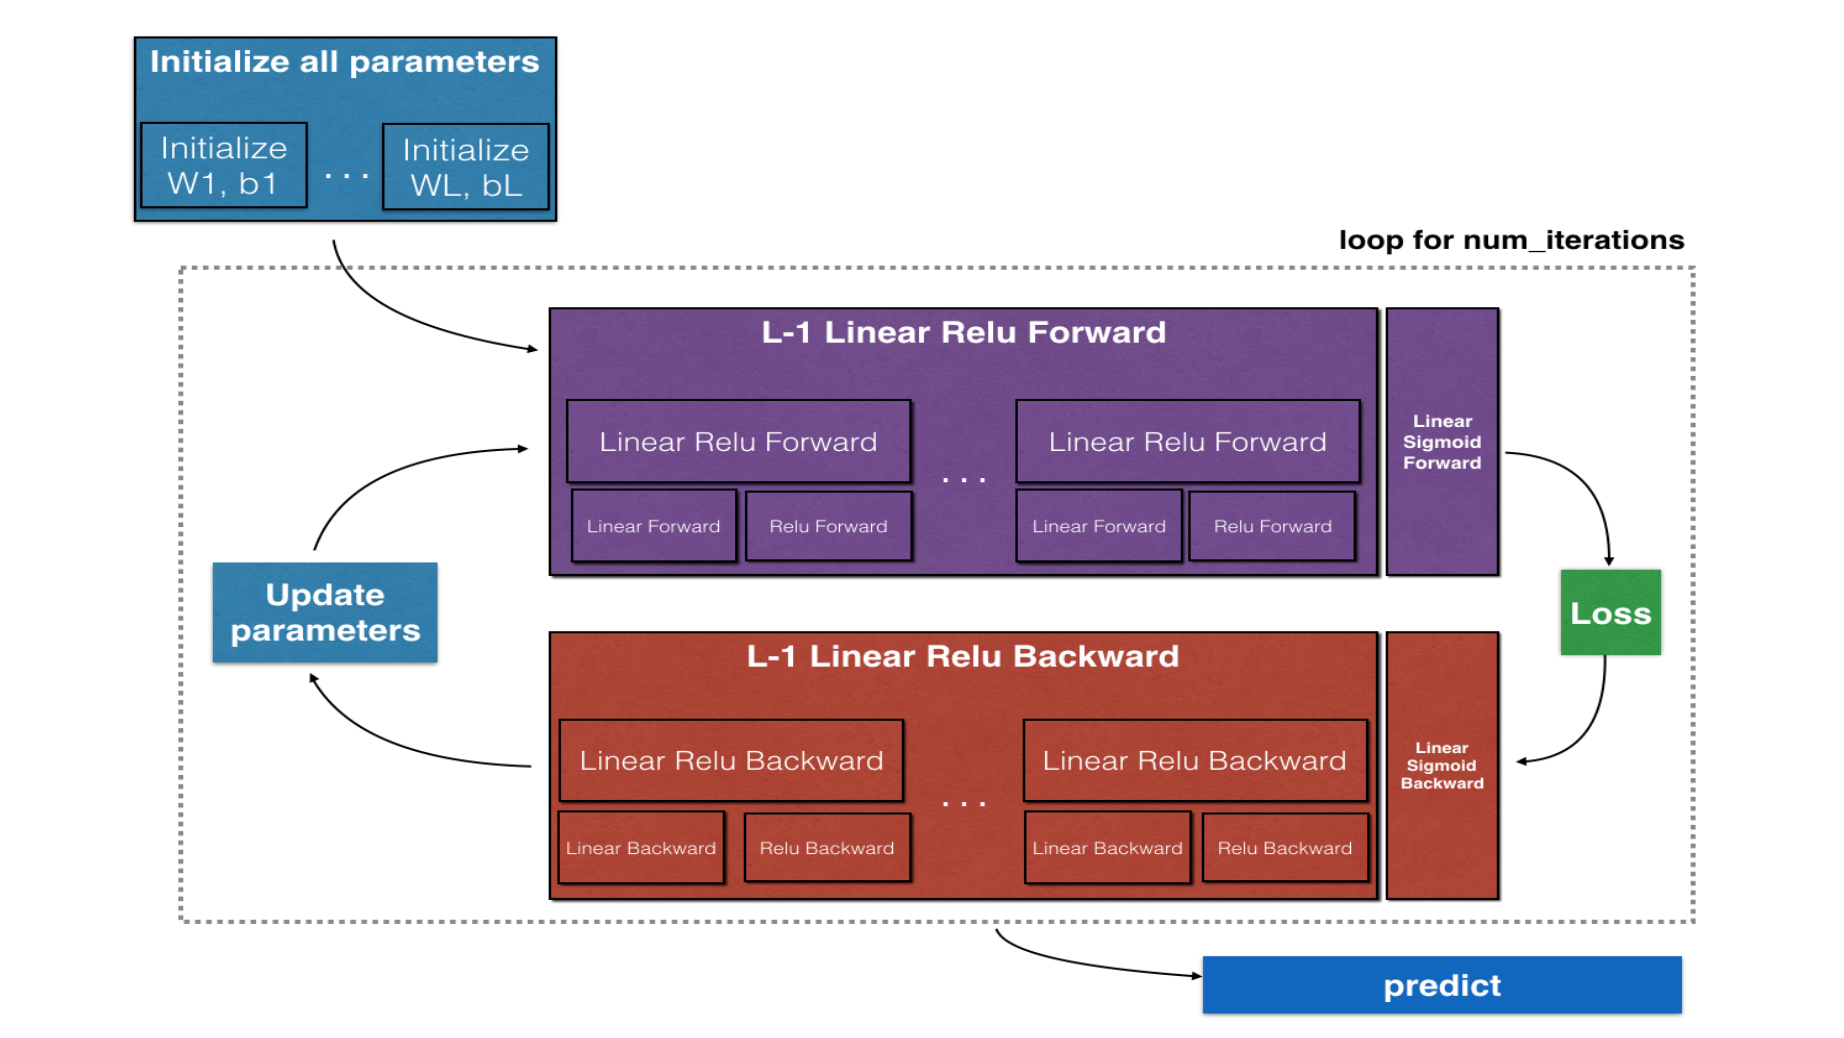 Initialize all parameters
Initialize
W1, b1
...
Initialize
WL, bL
loop for num_iterations
L-1 Linear Relu Forward
Linear Relu Forward
...
Linear Relu Forward
Linear Forward
Relu Forward
Linear Forward
Relu Forward
Linear
Sigmoid
Forward
Update
parameters
Loss
L-1 Linear Relu Backward
Linear Relu Backward
...
Linear Relu Backward
Linear Backward
Relu Backward
Linear Backward
Relu Backward
Linear
Sigmoid
Backward
predict